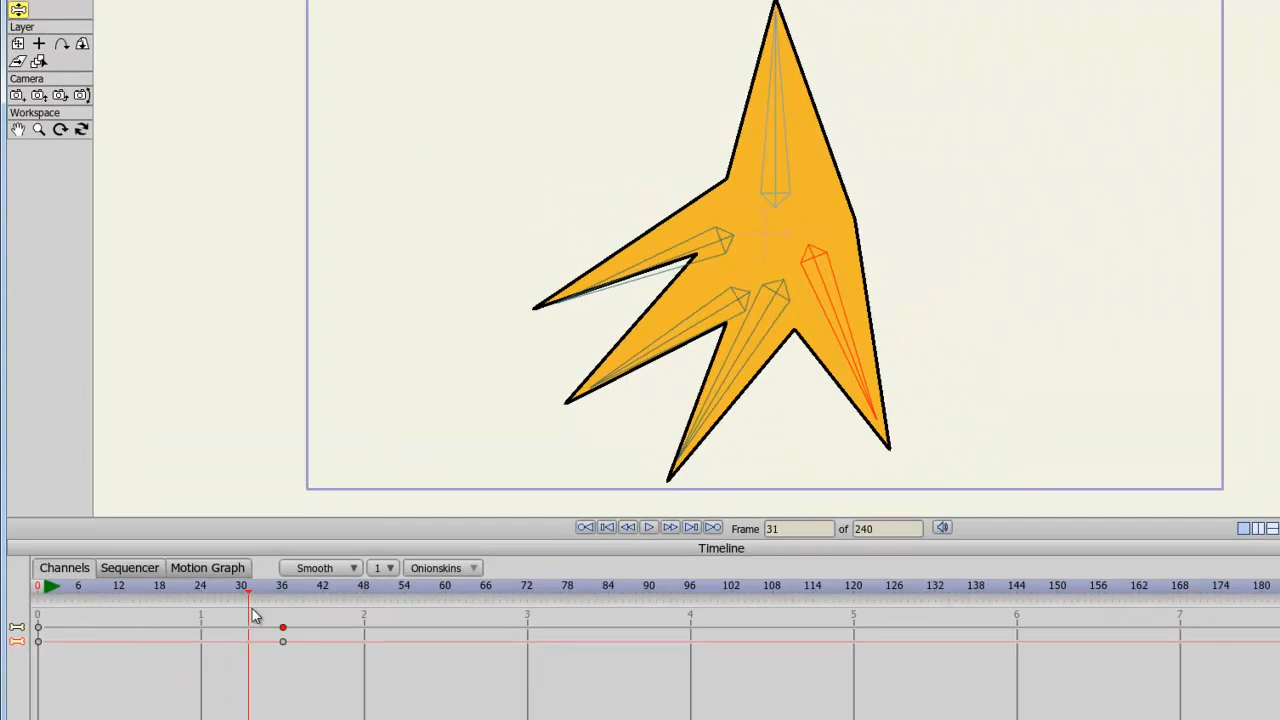 Layer
Camera
Workspace
Frame 31 of 240
Timeline
Channels Sequencer Motion Graph Smooth 1 Onionskins
0 6 12 18 24 30 36 42 48 54 60 66 72 78 84 90 96 102 108 114 120 126 132 138 144 150 156 162 168 174 180
0 1 2 3 4 5 6 7